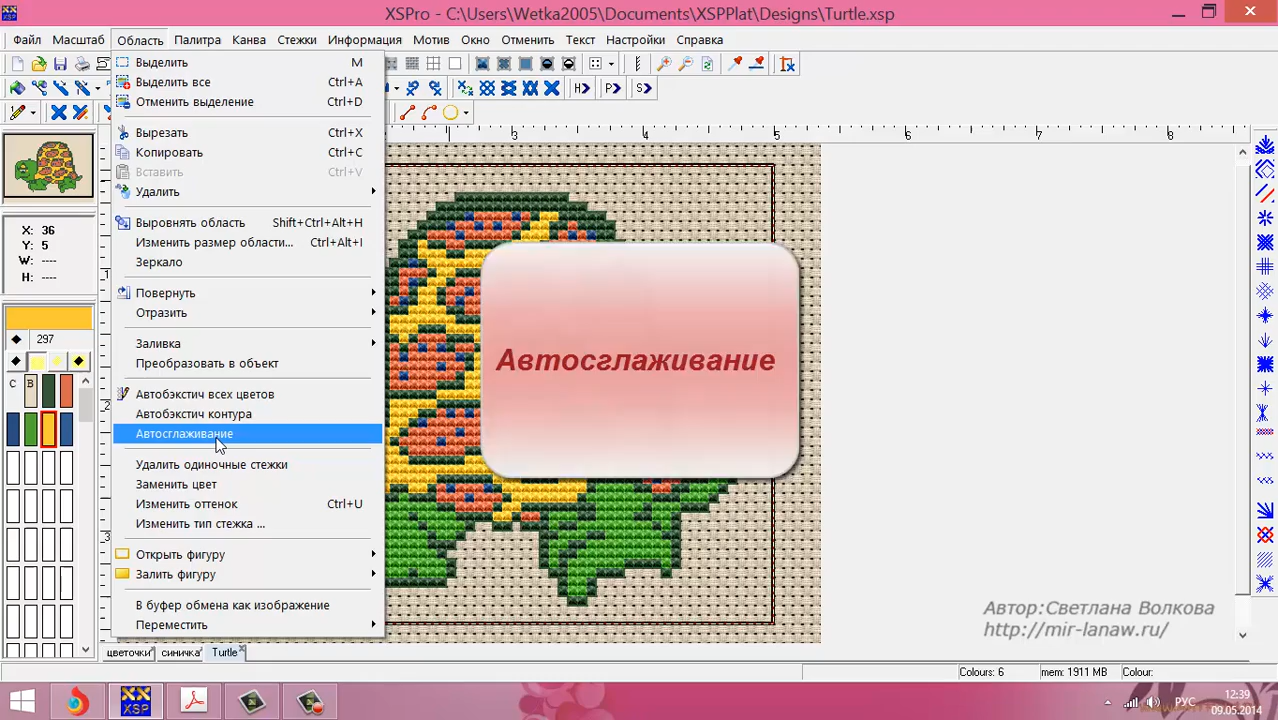 XSPro - C:\Users\Wetka2005\Documents\XSPPlat\Designs\Turtle.xsp
Файл Масштаб Область Палитра Канва Стежки Информация Мотив Окно Отменить Текст Настройки Справка
Выделить M
Выделить все Ctrl+A
Отменить выделение Ctrl+D
H> P> S>
Вырезать Ctrl+X
Копировать Ctrl+C
Вставить Ctrl+V
Удалить
3 4 5 6 7 8
Выровнять область Shift+Ctrl+Alt+H
Изменить размер области... Ctrl+Alt+I
Зеркало
X: 36
Y: 5
W: ----
H: ----
Повернуть
Отразить
Заливка
Преобразовать в объект
297
C B
Автобэкстич всех цветов
Автобэкстич контура
Автосглаживание
Удалить одиночные стежки
Заменить цвет
Изменить оттенок Ctrl+U
Изменить тип стежка ...
Открыть фигуру
Залить фигуру
В буфер обмена как изображение
Переместить
Автосглаживание
Автор:Светлана Волкова
http://mir-lanaw.ru/
цветочки синичка Turtle
Colours: 6 mem: 1911 MB Colour:
XSP
РУС
12:39
09.05.2014